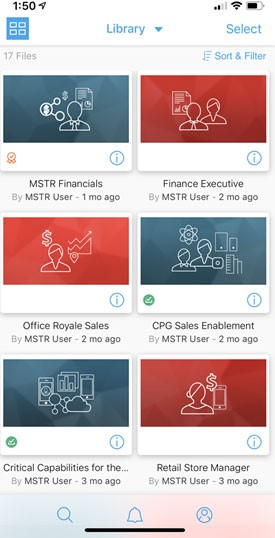 1:50
Library
Select
17 Files
Sort & Filter
MSTR Financials
By MSTR User - 1 mo ago
Finance Executive
By MSTR User - 2 mo ago
Office Royale Sales
By MSTR User - 2 mo ago
CPG Sales Enablement
By MSTR User - 2 mo ago
Critical Capabilities for the...
By MSTR User - 3 mo ago
Retail Store Manager
By MSTR User - 3 mo ago